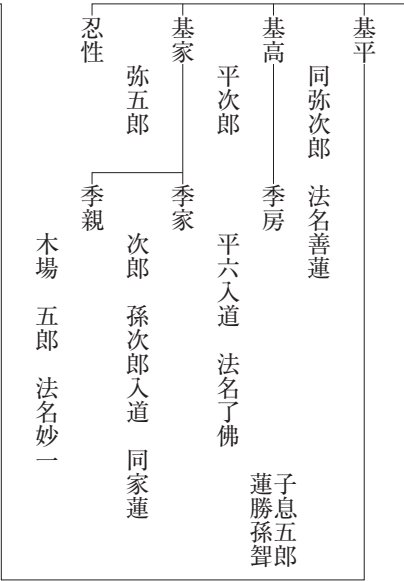 基平
同弥次郎　法名善蓮
基高
季房
子息五郎
蓮勝孫聟
平次郎
平六入道　法名了佛
基家
季家
弥五郎
次郎　孫次郎入道　同家蓮
忍性
季親
木場　五郎　法名妙一